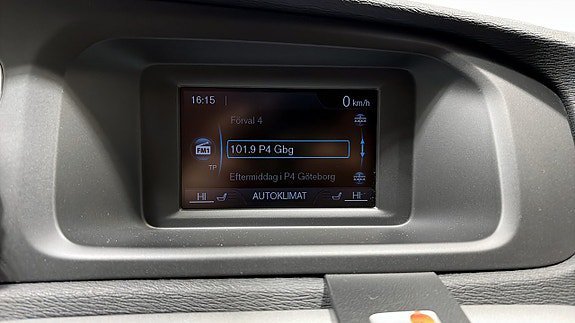 16:15 0 km/h
Förval 4
FM1
101.9 P4 Gbg
TP
Eftermiddag i P4 Göteborg
HI AUTOKLIMAT HI